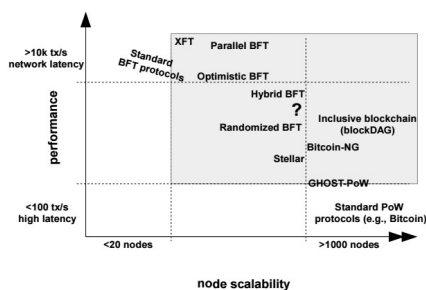 >10k tx/s
network latency
XFT
Parallel BFT
Standard
BFT protocols
Optimistic BFT
Hybrid BFT
?
Randomized BFT
Inclusive blockchain
(blockDAG)
Bitcoin-NG
Stellar
GHOST-PoW
performance
<100 tx/s
high latency
Standard PoW
protocols (e.g., Bitcoin)
<20 nodes
>1000 nodes
node scalability